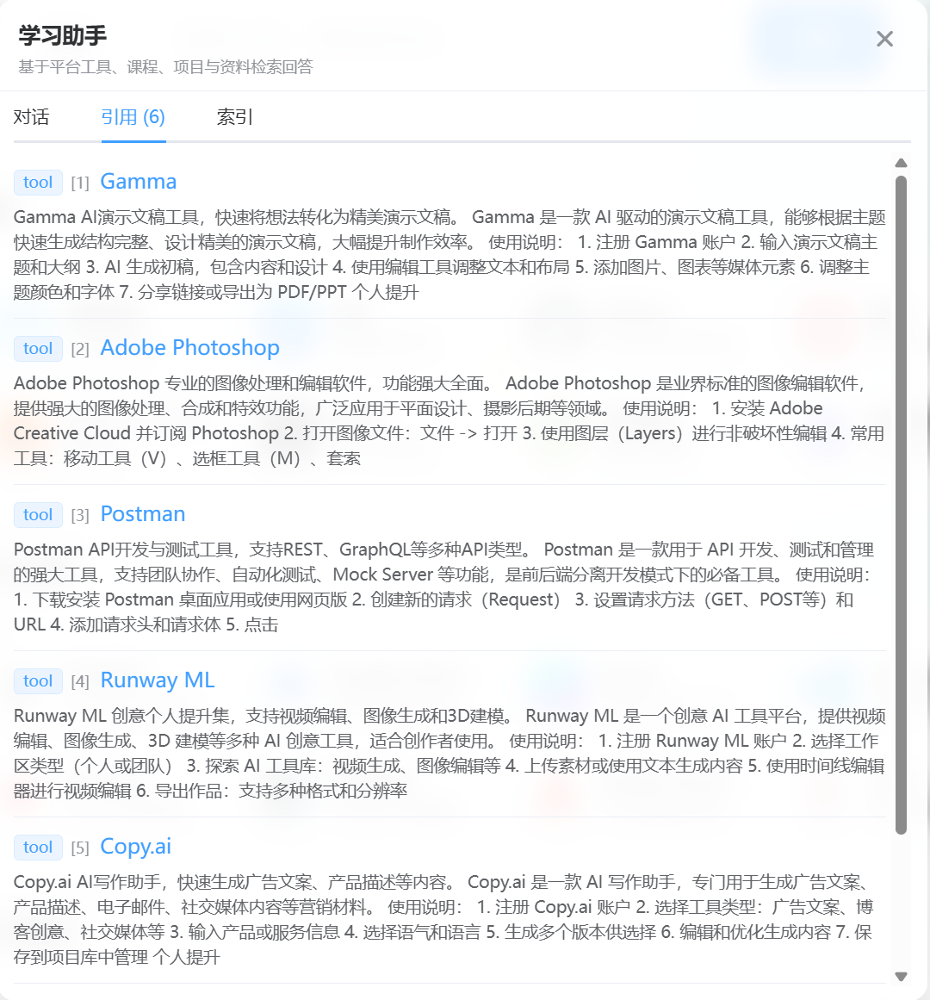 学习助手
基于平台工具、课程、项目与资料检索回答
对话 引用 (6) 索引
tool [1] Gamma
Gamma AI演示文稿工具，快速将想法转化为精美演示文稿。 Gamma 是一款 AI 驱动的演示文稿工具，能够根据主题
快速生成结构完整、设计精美的演示文稿，大幅提升制作效率。 使用说明： 1. 注册 Gamma 账户 2. 输入演示文稿主
题和大纲 3. AI 生成初稿，包含内容和设计 4. 使用编辑工具调整文本和布局 5. 添加图片、图表等媒体元素 6. 调整主
题颜色和字体 7. 分享链接或导出为 PDF/PPT 个人提升
tool [2] Adobe Photoshop
Adobe Photoshop 专业的图像处理和编辑软件，功能强大全面。 Adobe Photoshop 是业界标准的图像编辑软件，
提供强大的图像处理、合成和特效功能，广泛应用于平面设计、摄影后期等领域。 使用说明： 1. 安装 Adobe
Creative Cloud 并订阅 Photoshop 2. 打开图像文件：文件 -> 打开 3. 使用图层（Layers）进行非破坏性编辑 4. 常用
工具：移动工具（V）、选框工具（M）、套索
tool [3] Postman
Postman API开发与测试工具，支持REST、GraphQL等多种API类型。 Postman 是一款用于 API 开发、测试和管理
的强大工具，支持团队协作、自动化测试、Mock Server 等功能，是前后端分离开发模式下的必备工具。 使用说明：
1. 下载安装 Postman 桌面应用或使用网页版 2. 创建新的请求（Request） 3. 设置请求方法（GET、POST等）和
URL 4. 添加请求头和请求体 5. 点击
tool [4] Runway ML
Runway ML 创意个人提升集，支持视频编辑、图像生成和3D建模。 Runway ML 是一个创意 AI 工具平台，提供视频
编辑、图像生成、3D 建模等多种 AI 创意工具，适合创作者使用。 使用说明： 1. 注册 Runway ML 账户 2. 选择工作
区类型（个人或团队） 3. 探索 AI 工具库：视频生成、图像编辑等 4. 上传素材或使用文本生成内容 5. 使用时间线编辑
器进行视频编辑 6. 导出作品：支持多种格式和分辨率
tool [5] Copy.ai
Copy.ai AI写作助手，快速生成广告文案、产品描述等内容。 Copy.ai 是一款 AI 写作助手，专门用于生成广告文案、
产品描述、电子邮件、社交媒体内容等营销材料。 使用说明： 1. 注册 Copy.ai 账户 2. 选择工具类型：广告文案、博
客创意、社交媒体等 3. 输入产品或服务信息 4. 选择语气和语言 5. 生成多个版本供选择 6. 编辑和优化生成内容 7. 保
存到项目库中管理 个人提升